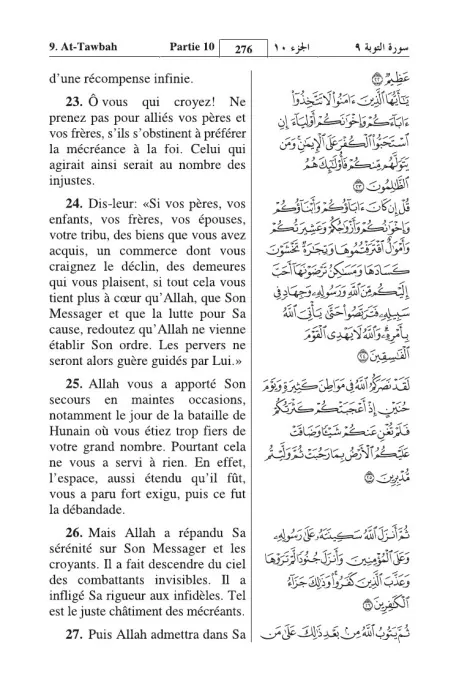 9. At-Tawbah Partie 10 276 الجزء ١٠ سورة التوبة ٩
d'une récompense infinie.
23. Ô vous qui croyez! Ne
prenez pas pour alliés vos pères et
vos frères, s'ils s'obstinent à préférer
la mécréance à la foi. Celui qui
agirait ainsi serait au nombre des
injustes.
24. Dis-leur: «Si vos pères, vos
enfants, vos frères, vos épouses,
votre tribu, des biens que vous avez
acquis, un commerce dont vous
craignez le déclin, des demeures
qui vous plaisent, si tout cela vous
tient plus à cœur qu'Allah, que Son
Messager et que la lutte pour Sa
cause, redoutez qu'Allah ne vienne
établir Son ordre. Les pervers ne
seront alors guère guidés par Lui.»
25. Allah vous a apporté Son
secours en maintes occasions,
notamment le jour de la bataille de
Hunain où vous étiez trop fiers de
votre grand nombre. Pourtant cela
ne vous a servi à rien. En effet,
l'espace, aussi étendu qu'il fût,
vous a paru fort exigu, puis ce fut
la débandade.
26. Mais Allah a répandu Sa
sérénité sur Son Messager et les
croyants. Il a fait descendre du ciel
des combattants invisibles. Il a
infligé Sa rigueur aux infidèles. Tel
est le juste châtiment des mécréants.
27. Puis Allah admettra dans Sa
عَظِيمٌ ۝٢٢
يَٰٓأَيُّهَا ٱلَّذِينَ ءَامَنُوا۟ لَا تَتَّخِذُوٓا۟
ءَابَآءَكُمْ وَإِخْوَٰنَكُمْ أَوْلِيَآءَ إِنِ
ٱسْتَحَبُّوا۟ ٱلْكُفْرَ عَلَى ٱلْإِيمَٰنِ وَمَن
يَتَوَلَّهُم مِّنكُمْ فَأُو۟لَٰٓئِكَ هُمُ
ٱلظَّٰلِمُونَ ۝٢٣
قُلْ إِن كَانَ ءَابَآؤُكُمْ وَأَبْنَآؤُكُمْ
وَإِخْوَٰنُكُمْ وَأَزْوَٰجُكُمْ وَعَشِيرَتُكُمْ
وَأَمْوَٰلٌ ٱقْتَرَفْتُمُوهَا وَتِجَٰرَةٌ تَخْشَوْنَ
كَسَادَهَا وَمَسَٰكِنُ تَرْضَوْنَهَآ أَحَبَّ
إِلَيْكُم مِّنَ ٱللَّهِ وَرَسُولِهِۦ وَجِهَادٍ فِى
سَبِيلِهِۦ فَتَرَبَّصُوا۟ حَتَّىٰ يَأْتِىَ ٱللَّهُ
بِأَمْرِهِۦ وَٱللَّهُ لَا يَهْدِى ٱلْقَوْمَ
ٱلْفَٰسِقِينَ ۝٢٤
لَقَدْ نَصَرَكُمُ ٱللَّهُ فِى مَوَاطِنَ كَثِيرَةٍ وَيَوْمَ
حُنَيْنٍ إِذْ أَعْجَبَتْكُمْ كَثْرَتُكُمْ
فَلَمْ تُغْنِ عَنكُمْ شَيْـًٔا وَضَاقَتْ
عَلَيْكُمُ ٱلْأَرْضُ بِمَا رَحُبَتْ ثُمَّ وَلَّيْتُم
مُّدْبِرِينَ ۝٢٥
ثُمَّ أَنزَلَ ٱللَّهُ سَكِينَتَهُۥ عَلَىٰ رَسُولِهِۦ
وَعَلَى ٱلْمُؤْمِنِينَ وَأَنزَلَ جُنُودًا لَّمْ تَرَوْهَا
وَعَذَّبَ ٱلَّذِينَ كَفَرُوا۟ وَذَٰلِكَ جَزَآءُ
ٱلْكَٰفِرِينَ ۝٢٦
ثُمَّ يَتُوبُ ٱللَّهُ مِنۢ بَعْدِ ذَٰلِكَ عَلَىٰ مَن